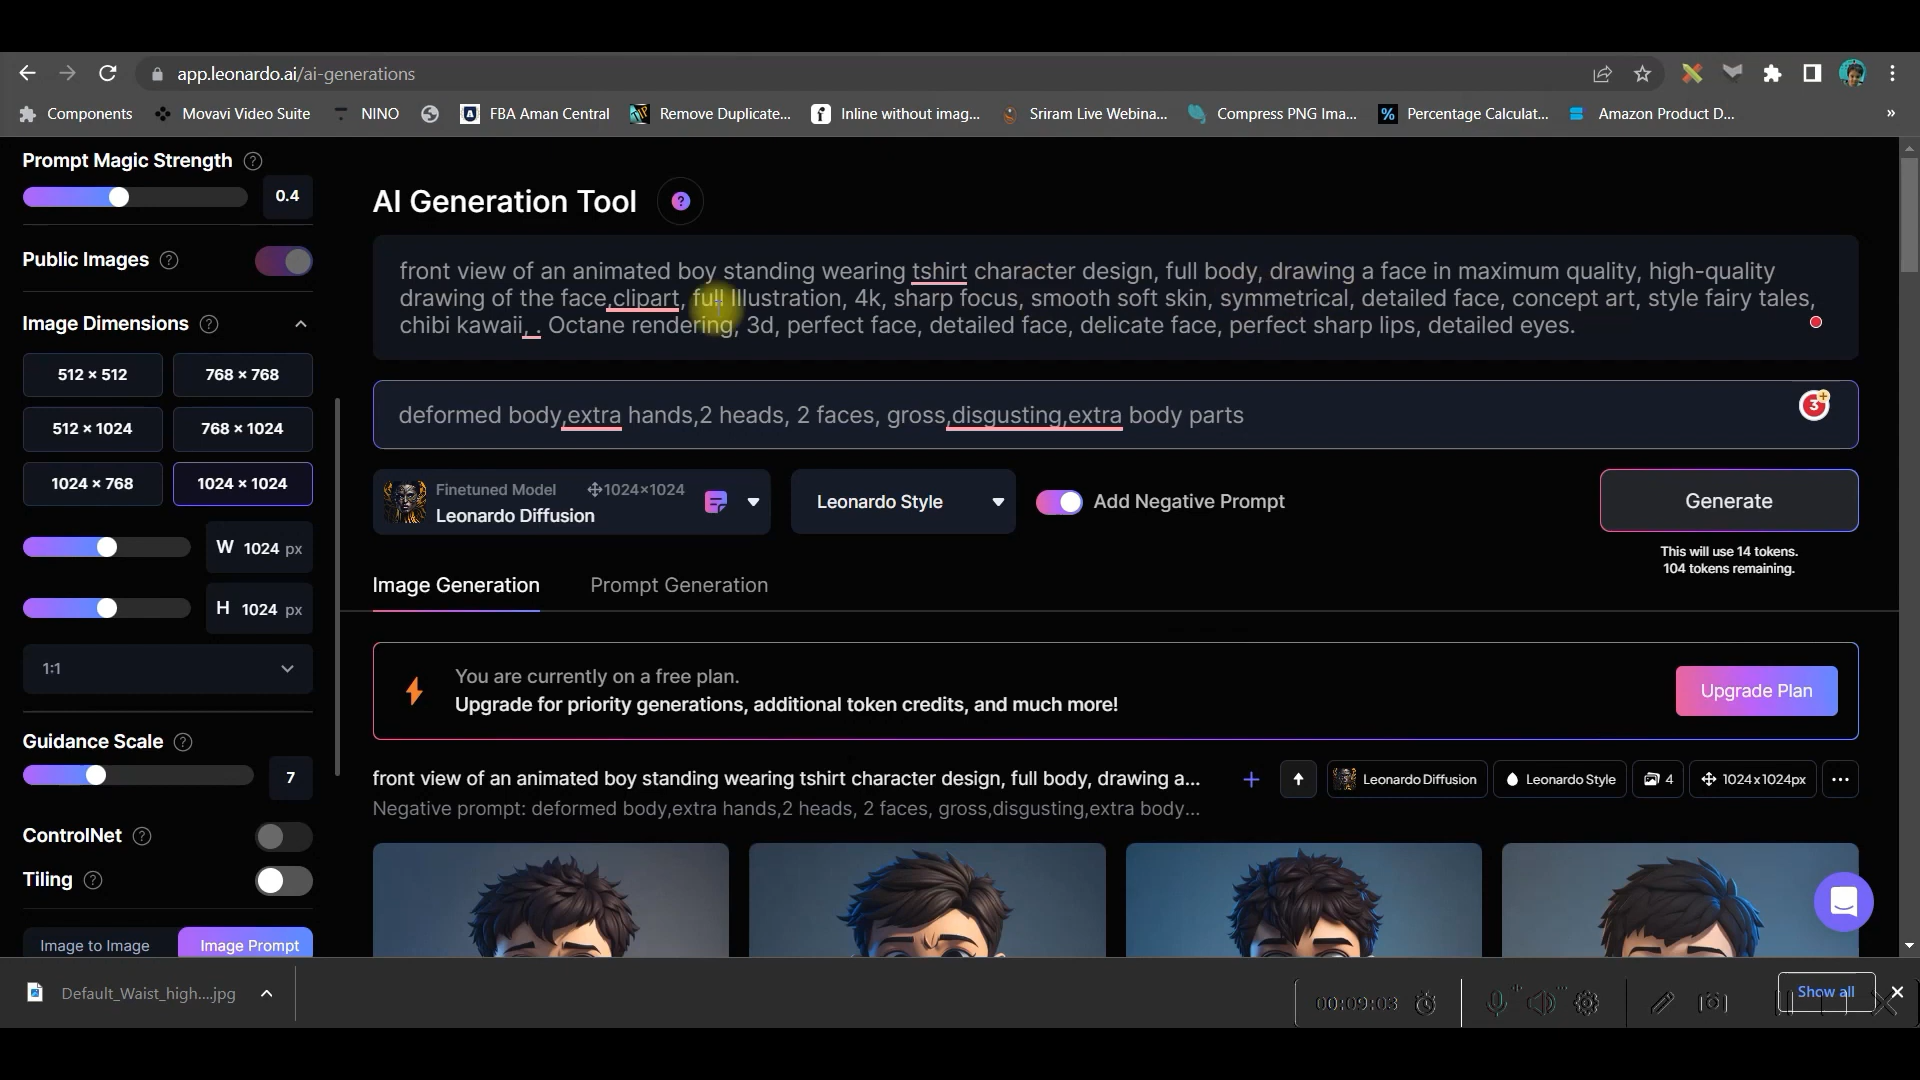 app.leonardo.ai/ai-generations
Components Movavi Video Suite NINO FBA Aman Central Remove Duplicate... Inline without imag... Sriram Live Webina... Compress PNG Ima... % Percentage Calculat... Amazon Product D... »
Prompt Magic Strength ?
0.4
Public Images ?
Image Dimensions ?
512 × 512 768 × 768
512 × 1024 768 × 1024
1024 × 768 1024 × 1024
W 1024 px
H 1024 px
1:1
Guidance Scale ?
7
ControlNet ?
Tiling ?
Image to Image Image Prompt
AI Generation Tool ?
front view of an animated boy standing wearing tshirt character design, full body, drawing a face in maximum quality, high-quality
drawing of the face,clipart, full Illustration, 4k, sharp focus, smooth soft skin, symmetrical, detailed face, concept art, style fairy tales,
chibi kawaii, . Octane rendering, 3d, perfect face, detailed face, delicate face, perfect sharp lips, detailed eyes.
deformed body,extra hands,2 heads, 2 faces, gross,disgusting,extra body parts
3
Finetuned Model 1024×1024
Leonardo Diffusion
Leonardo Style
Add Negative Prompt
Generate
This will use 14 tokens.
104 tokens remaining.
Image Generation Prompt Generation
You are currently on a free plan.
Upgrade for priority generations, additional token credits, and much more!
Upgrade Plan
front view of an animated boy standing wearing tshirt character design, full body, drawing a...
Negative prompt: deformed body,extra hands,2 heads, 2 faces, gross,disgusting,extra body...
Leonardo Diffusion Leonardo Style 4 1024x1024px
Default_Waist_high....jpg
00:09:03
Show all